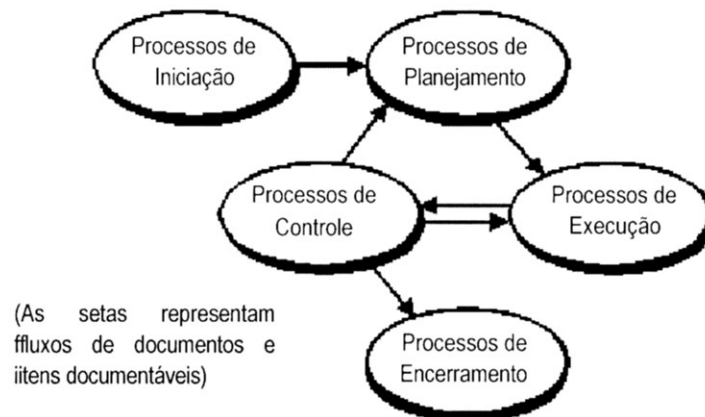 Processos de
Iniciação
Processos de
Planejamento
Processos de
Controle
Processos de
Execução
(As setas representam
ffluxos de documentos e
iitens documentáveis)
Processos de
Encerramento